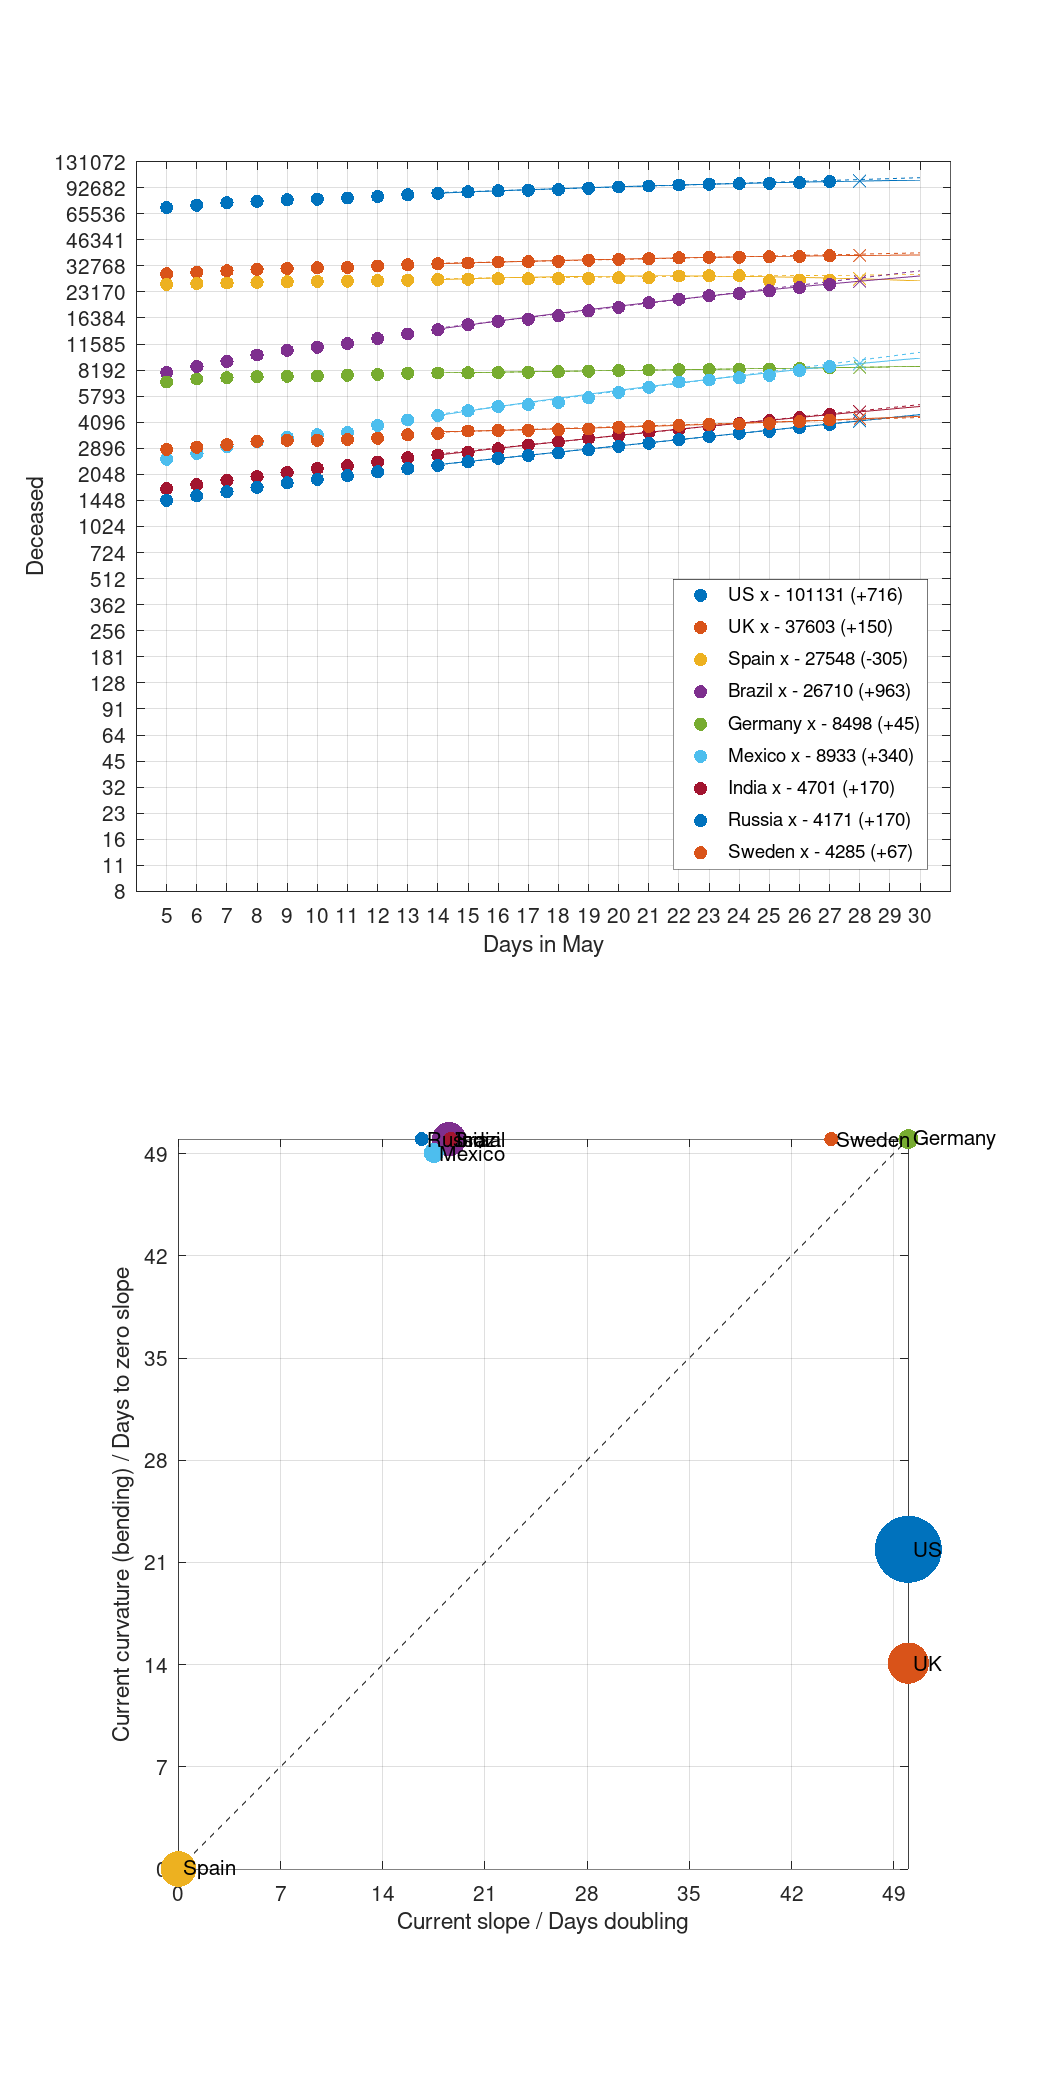 131072
92682
65536
46341
32768
23170
16384
11585
8192
5793
4096
2896
2048
1448
1024
724
512
362
256
181
128
91
64
45
32
23
16
11
8
Deceased
US x - 101131 (+716)
UK x - 37603 (+150)
Spain x - 27548 (-305)
Brazil x - 26710 (+963)
Germany x - 8498 (+45)
Mexico x - 8933 (+340)
India x - 4701 (+170)
Russia x - 4171 (+170)
Sweden x - 4285 (+67)
5 6 7 8 9 10 11 12 13 14 15 16 17 18 19 20 21 22 23 24 25 26 27 28 29 30
Days in May
Russia
Brazil
India
Sweden
Germany
Mexico
49
42
35
28
21
14
7
0
Current curvature (bending) / Days to zero slope
US
UK
Spain
0 7 14 21 28 35 42 49
Current slope / Days doubling